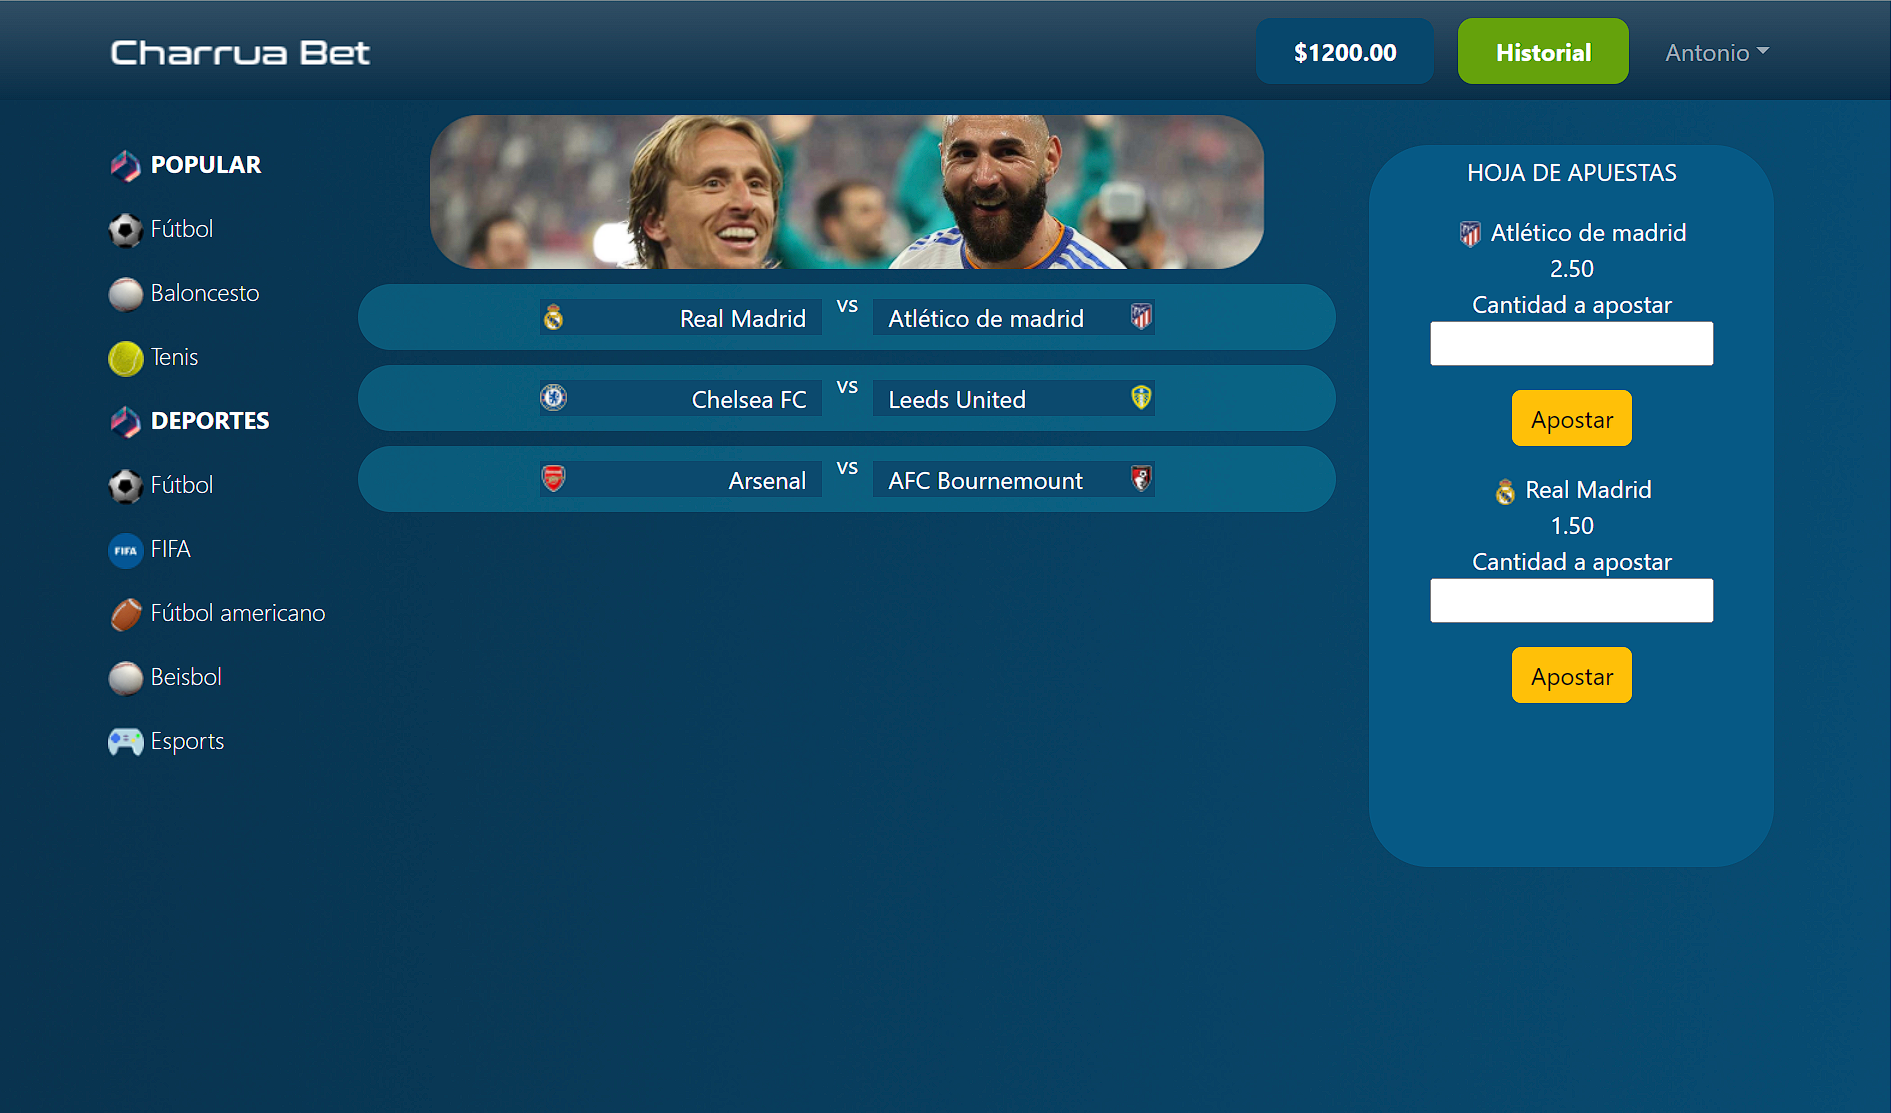 Charrua Bet
$1200.00
Historial
Antonio
POPULAR
Fútbol
Baloncesto
Tenis
DEPORTES
Fútbol
FIFA
FIFA
Fútbol americano
Beisbol
Esports
Real Madrid vs Atlético de madrid
Chelsea FC vs Leeds United
Arsenal vs AFC Bournemount
HOJA DE APUESTAS
Atlético de madrid
2.50
Cantidad a apostar
Apostar
Real Madrid
1.50
Cantidad a apostar
Apostar